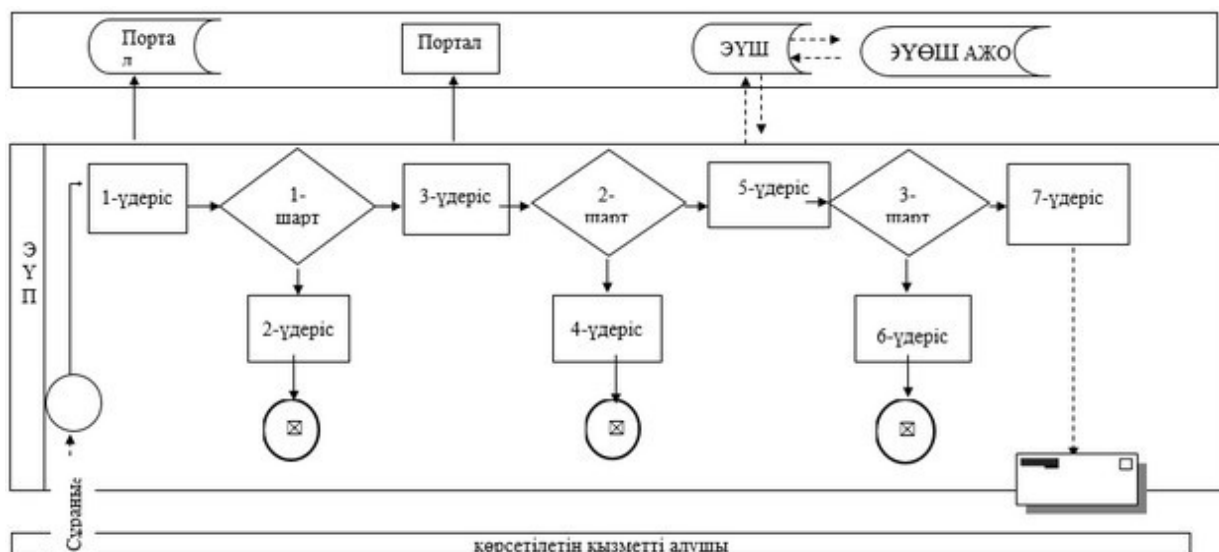 Порта
л
Портал
ЭҮШ
ЭҮӨШ АЖО
1-үдеріс
1-
шарт
3-үдеріс
2-
шарт
5-үдеріс
3-
шарт
7-үдеріс
Э
Ү
П
2-үдеріс
4-үдеріс
6-үдеріс
Сұраныс
көрсетілетін қызметті алушы